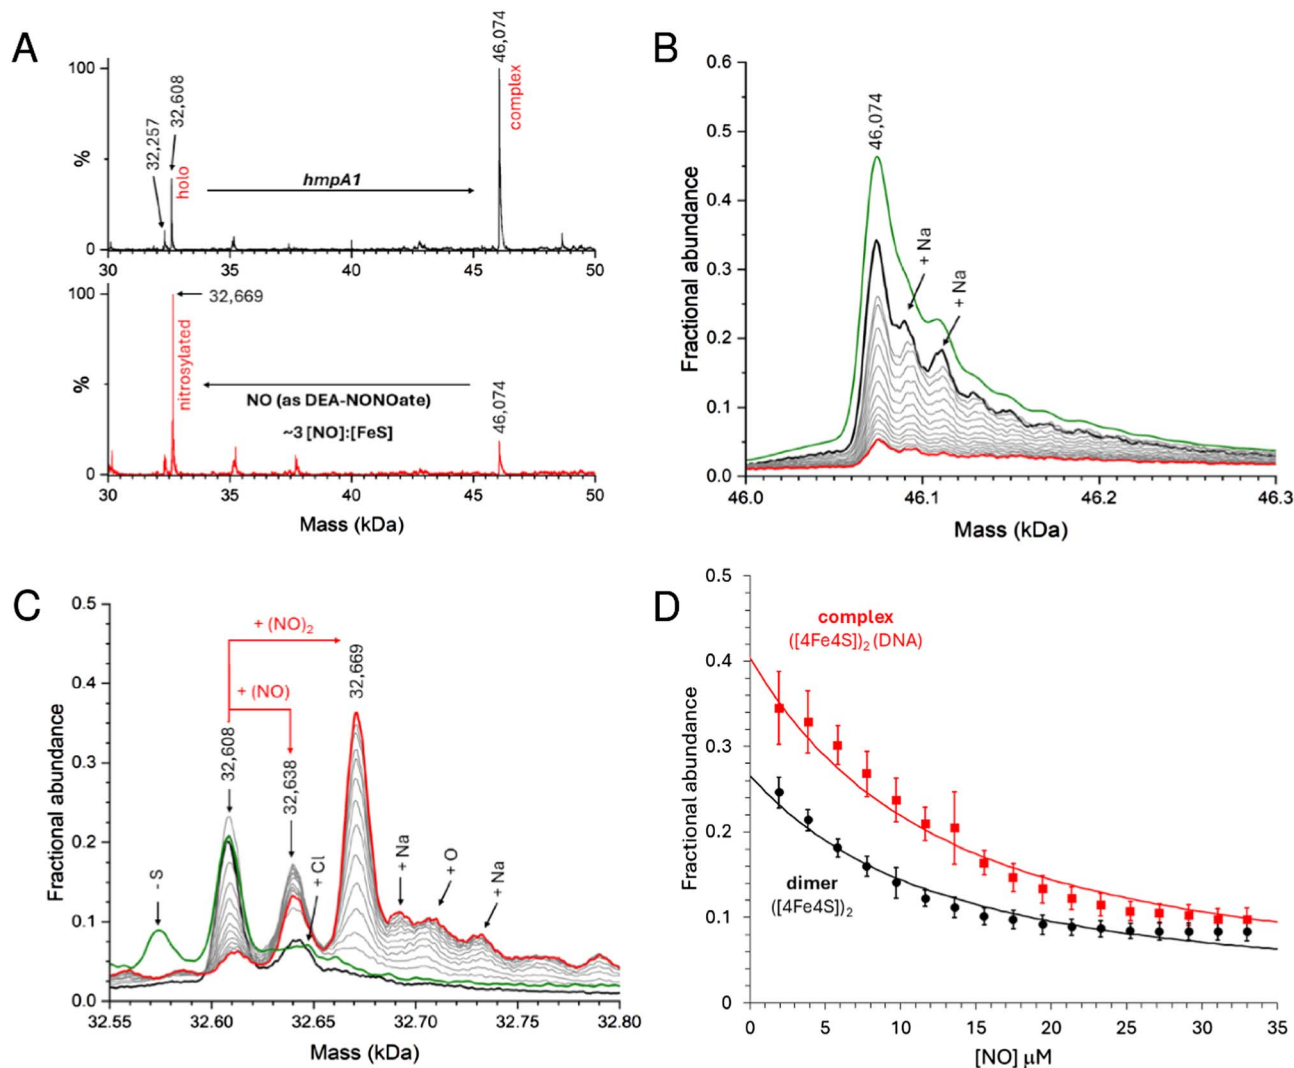 A
100
%
0
32,257
32,608
holo
hmpA1
46,074
complex
30 35 40 45 50
100
%
0
32,669
nitrosylated
NO (as DEA-NONOate)
~3 [NO]:[FeS]
46,074
30 35 40 45 50
Mass (kDa)
B
Fractional abundance
0.6
0.5
0.4
0.3
0.2
0.1
0.0
46,074
+ Na
+ Na
46.0 46.1 46.2 46.3
Mass (kDa)
C
Fractional abundance
0.5
0.4
0.3
0.2
0.1
0.0
+ (NO)2
+ (NO)
- S
32,608
32,638
+ Cl
32,669
+ Na
+ O
+ Na
32.55 32.60 32.65 32.70 32.75 32.80
Mass (kDa)
D
Fractional abundance
0.5
0.4
0.3
0.2
0.1
0
complex
([4Fe4S])2 (DNA)
dimer
([4Fe4S])2
0 5 10 15 20 25 30 35
[NO] μM